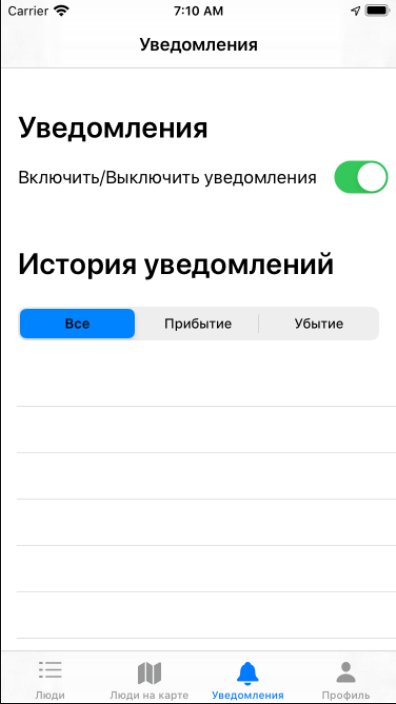 Carrier 7:10 AM
Уведомления
Уведомления
Включить/Выключить уведомления
История уведомлений
Все Прибытие Убытие
Люди Люди на карте Уведомления Профиль